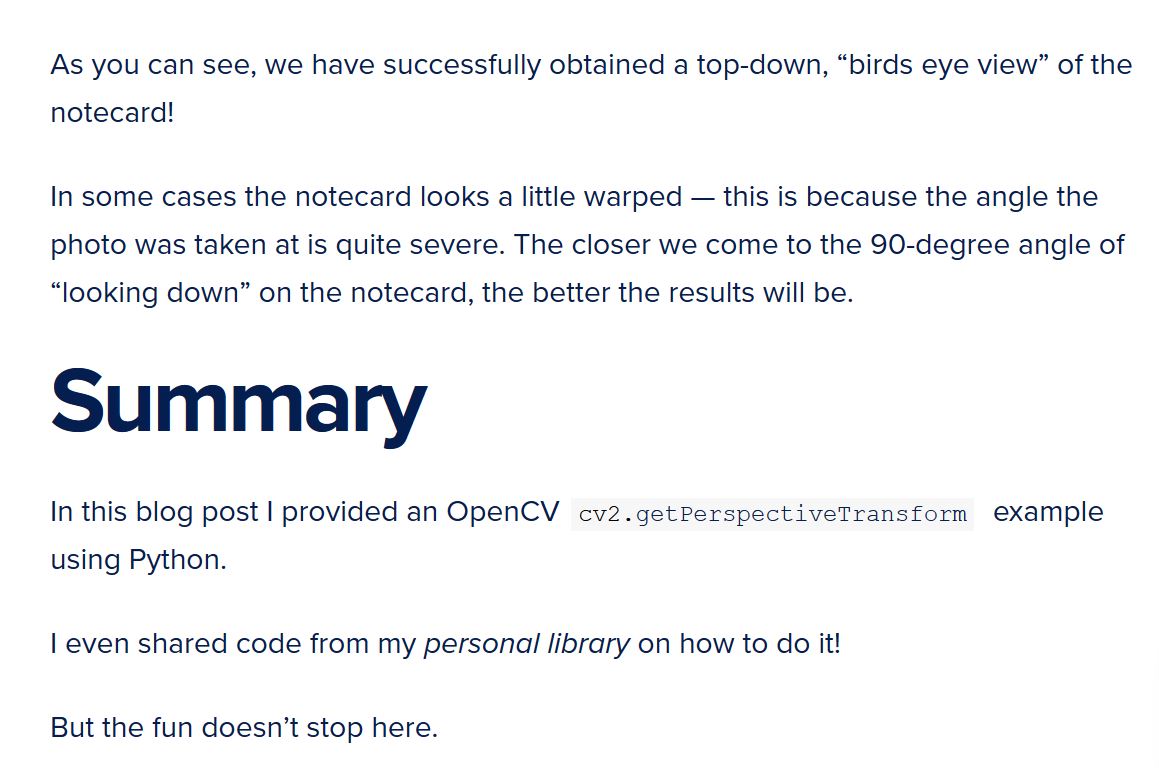 As you can see, we have successfully obtained a top-down, “birds eye view” of the
notecard!
In some cases the notecard looks a little warped — this is because the angle the
photo was taken at is quite severe. The closer we come to the 90-degree angle of
“looking down” on the notecard, the better the results will be.
Summary
In this blog post I provided an OpenCV cv2.getPerspectiveTransform example
using Python.
I even shared code from my personal library on how to do it!
But the fun doesn’t stop here.